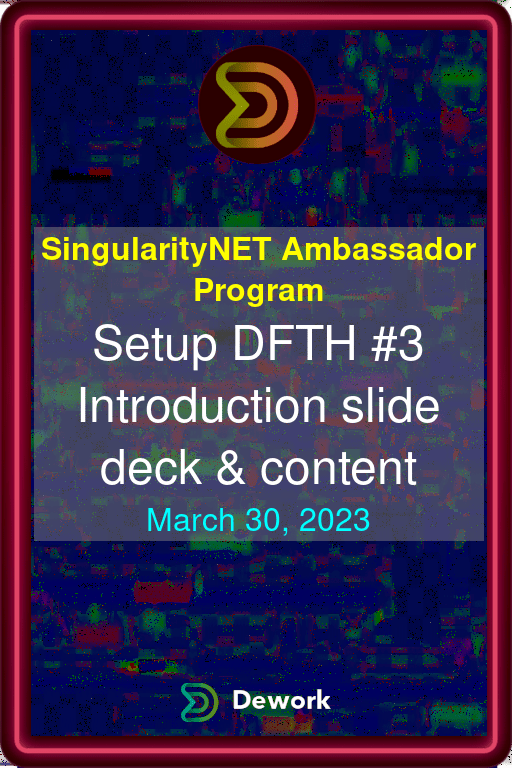 SingularityNET Ambassador
Program
Setup DFTH #3
Introduction slide
deck & content
March 30, 2023
Dework